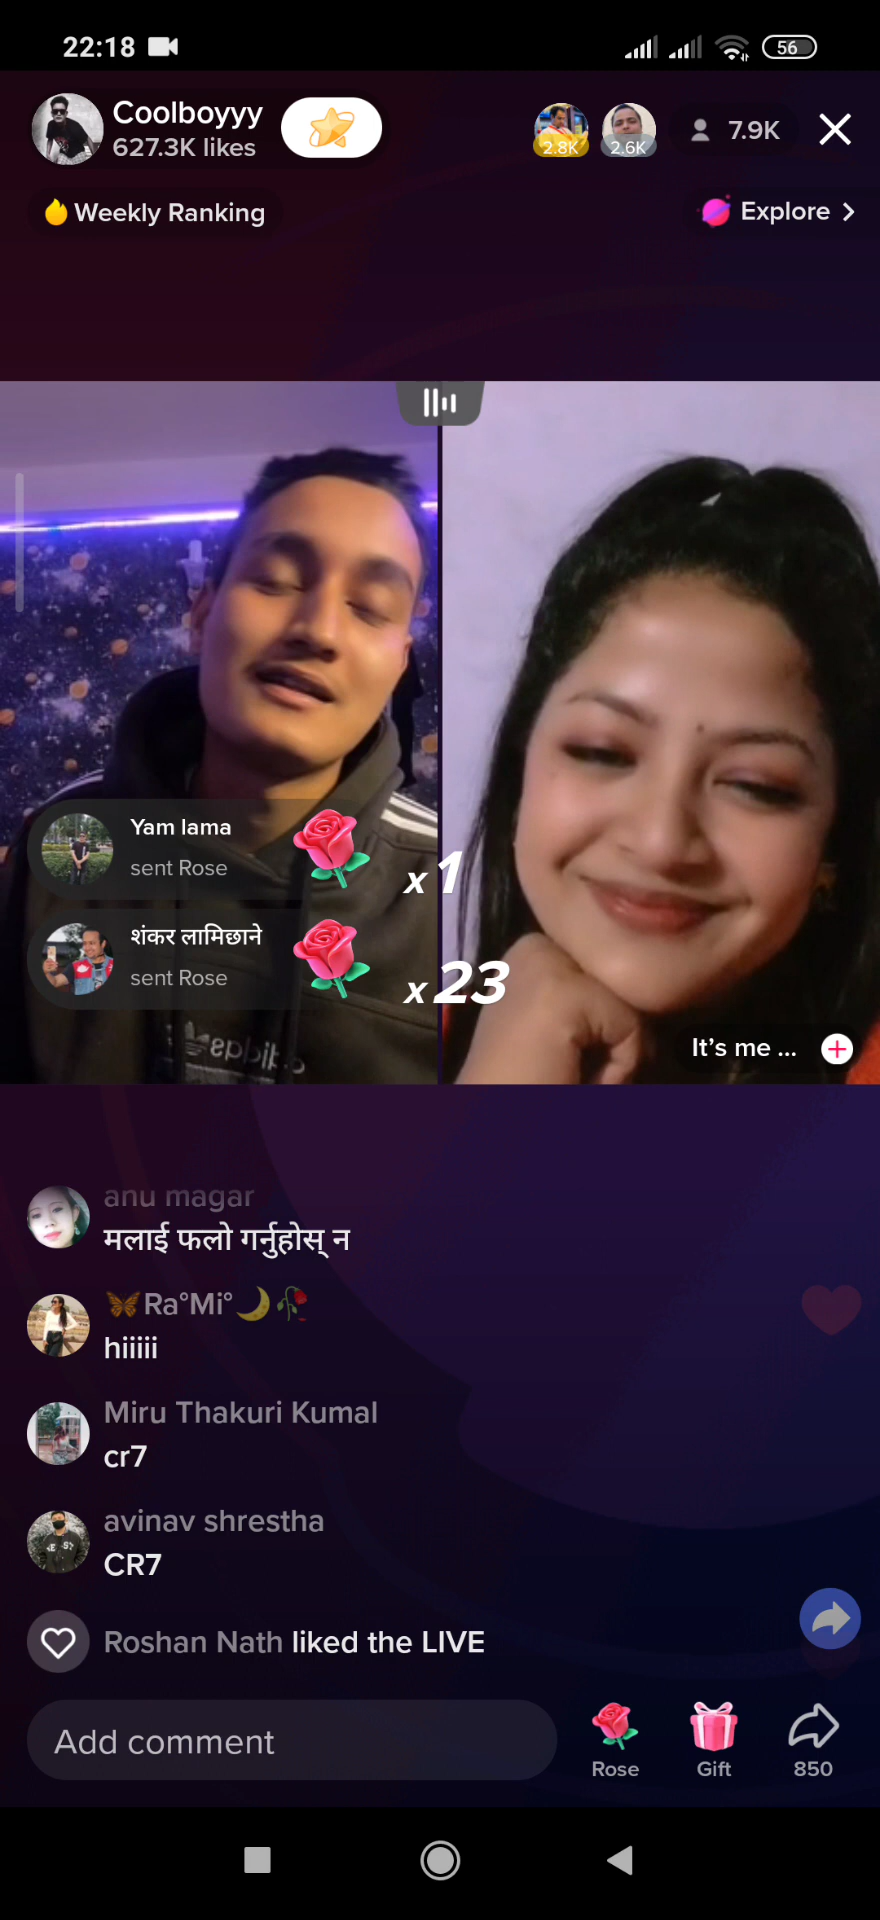 22:18
56
Coolboyyy
627.3K likes
2.8K
2.6K
7.9K
Weekly Ranking
Explore
Yam lama
sent Rose
x1
शंकर लामिछाने
sent Rose
x23
adidas
It's me ...
anu magar
मलाई फलो गर्नुहोस् न
Ra°Mi°
hiiiii
Miru Thakuri Kumal
cr7
avinav shrestha
CR7
Roshan Nath liked the LIVE
Add comment
Rose
Gift
850